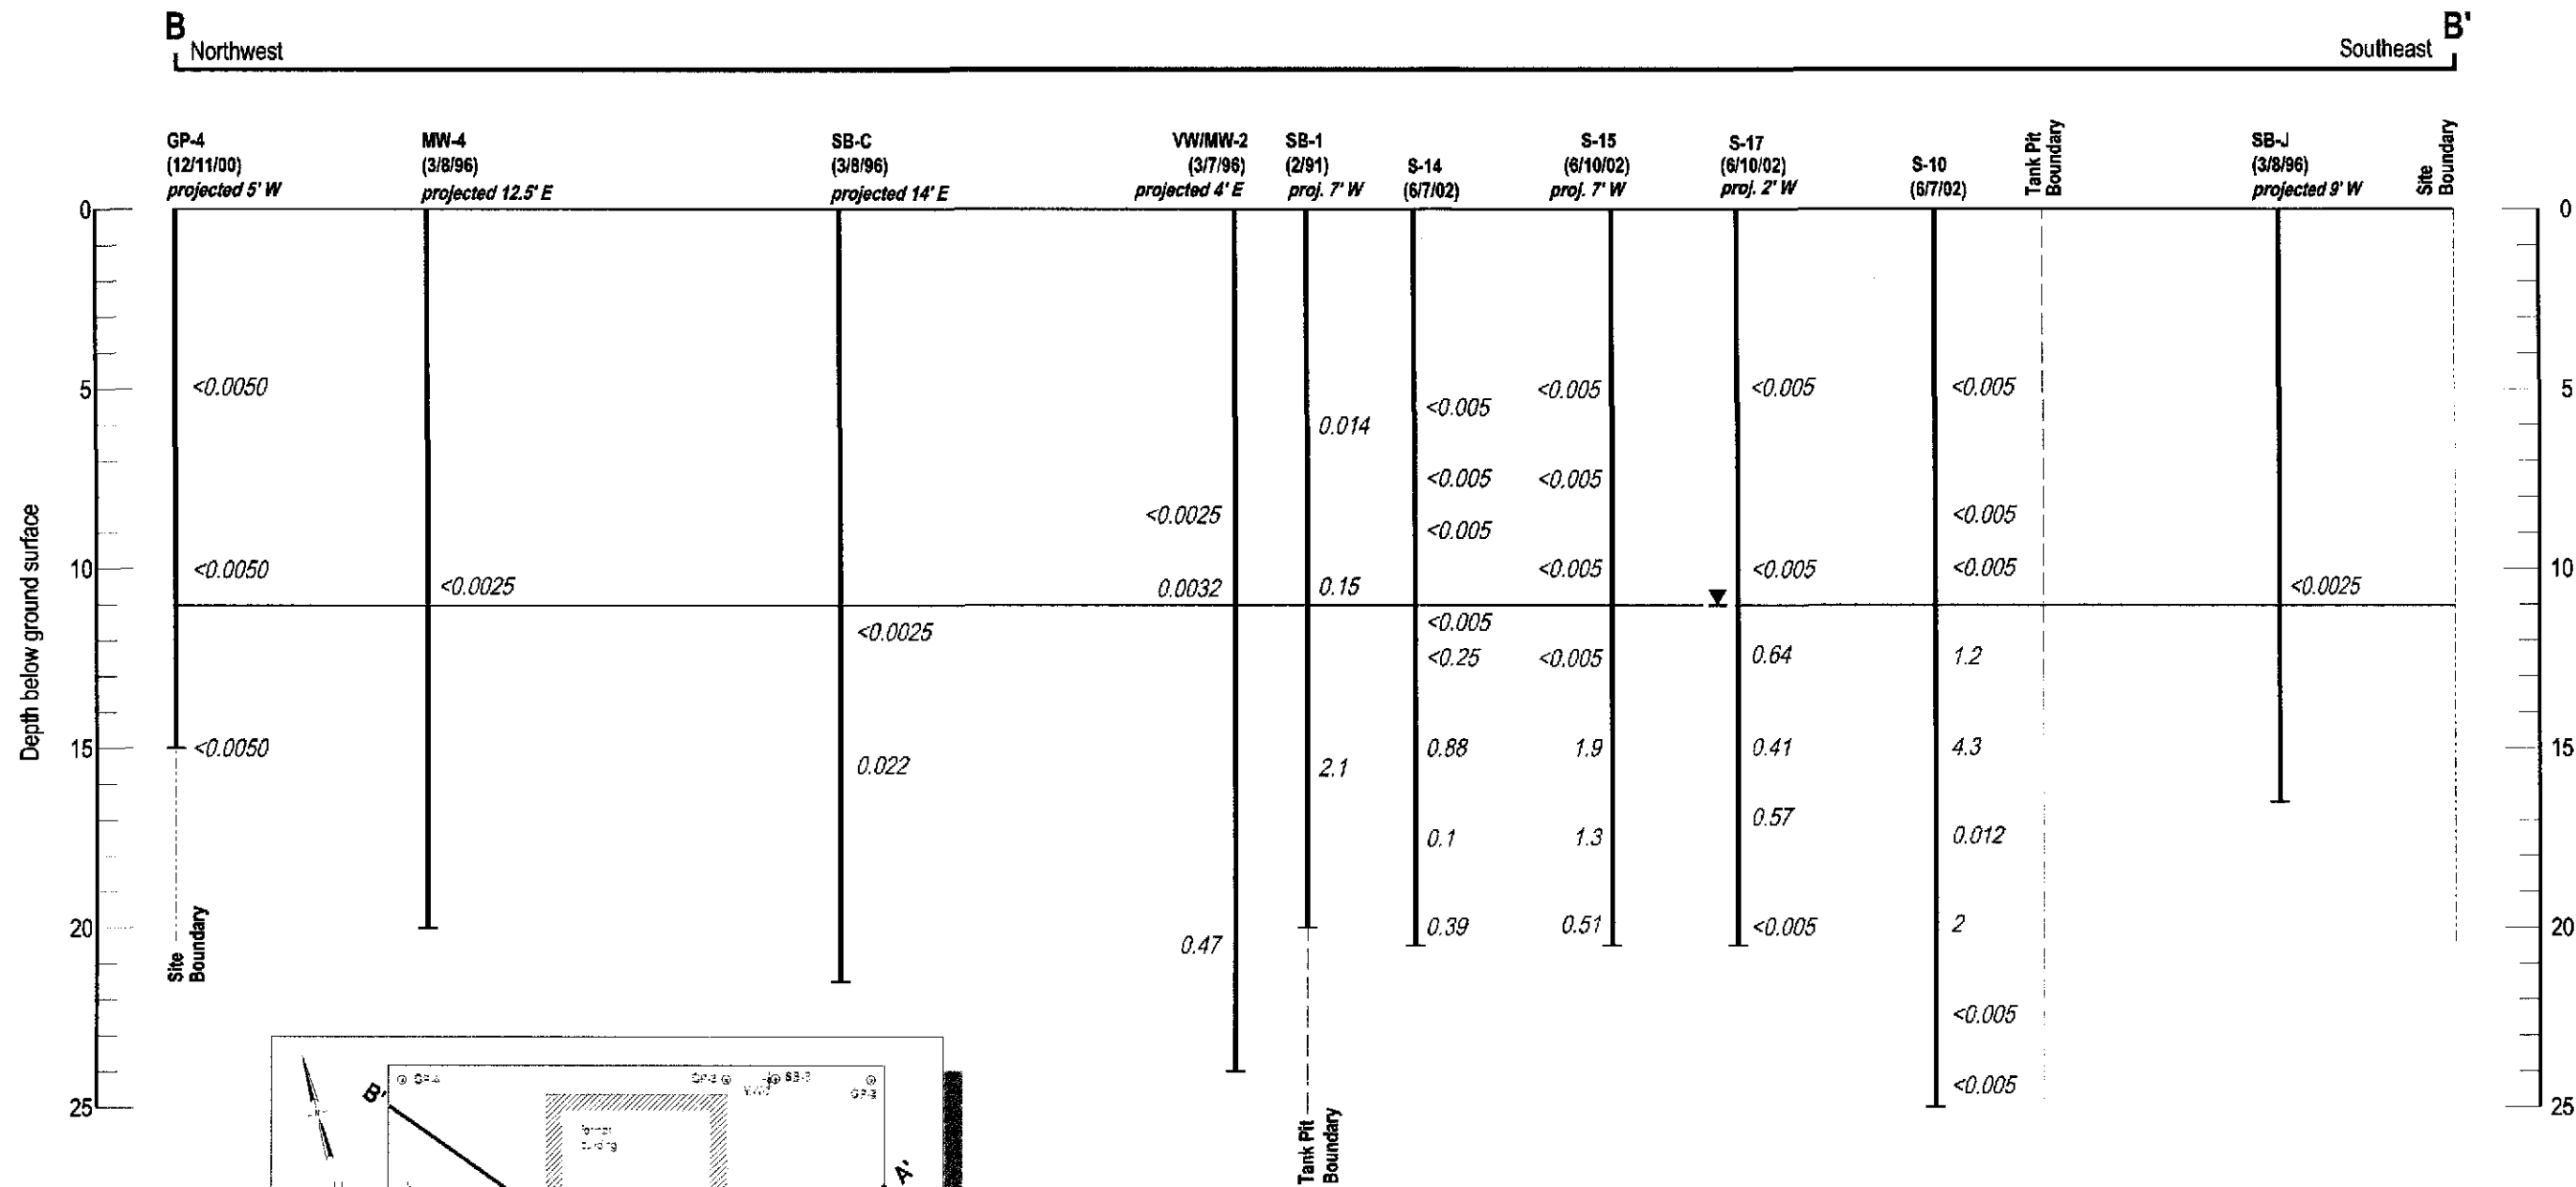 B
B'
Northwest
Southeast
GP-4
(12/11/00)
projected 5' W
MW-4
(3/8/96)
projected 12.5' E
SB-C
(3/8/96)
projected 14' E
VW/MW-2
(3/7/96)
projected 4' E
SB-1
(2/91)
proj. 7' W
S-14
(6/7/02)
S-15
(6/10/02)
proj. 7' W
S-17
(6/10/02)
proj. 2' W
S-10
(6/7/02)
Tank Pit
Boundary
SB-J
(3/8/96)
projected 9' W
Site
Boundary
Depth below ground surface
0
5
10
15
20
25
<0.0050
<0.0050
<0.0050
Site
Boundary
<0.0025
<0.0025
0.022
<0.0025
0.0032
0.47
0.014
0.15
2.1
Tank Pit
Boundary
<0.005
<0.005
<0.005
<0.005
<0.25
0.88
0.1
0.39
<0.005
<0.005
<0.005
<0.005
1.9
1.3
0.51
<0.005
<0.005
0.64
0.41
0.57
<0.005
<0.005
<0.005
<0.005
1.2
4.3
0.012
2
<0.005
<0.005
<0.0025
0
5
10
15
20
25
B'
GP-4
SB-3
A'